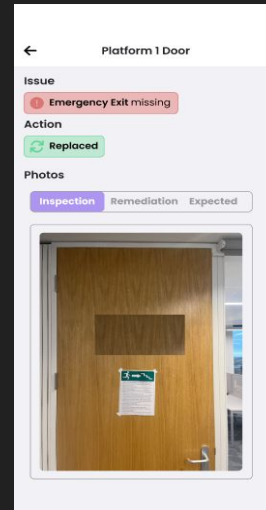 Platform 1 Door
Issue
Emergency Exit missing
Action
Replaced
Photos
Inspection Remediation Expected